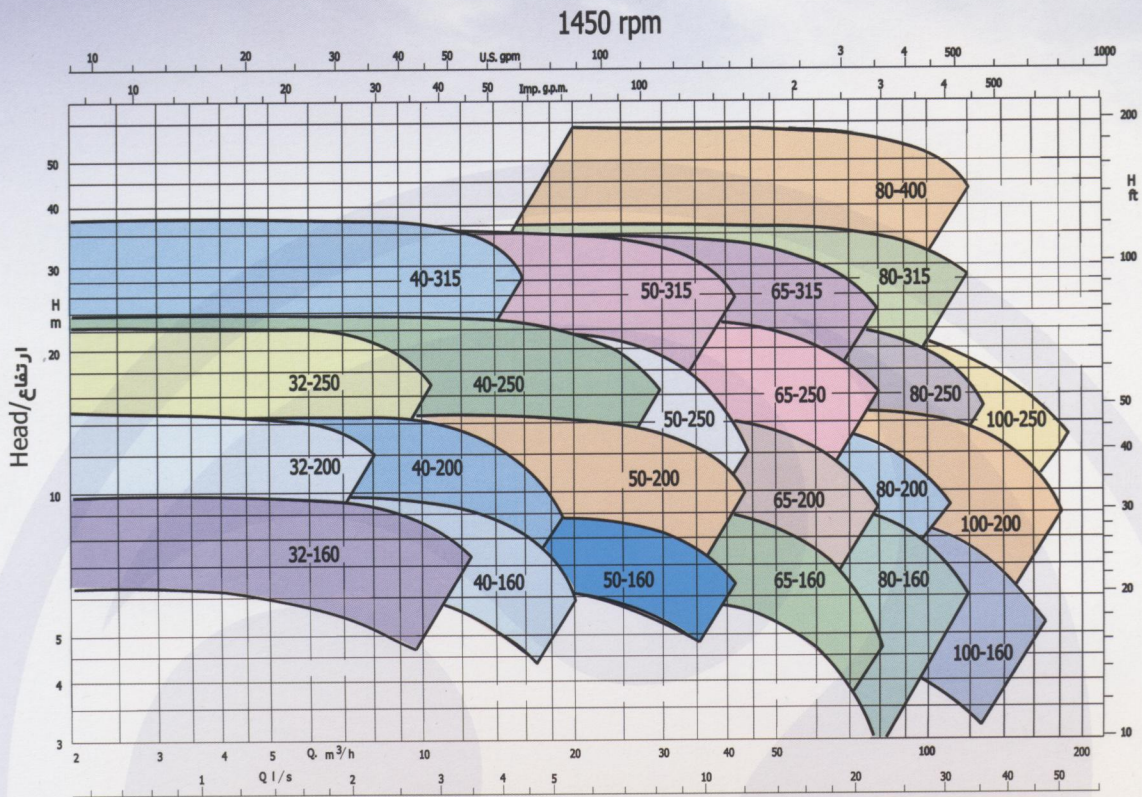 1450 rpm
10 20 30 40 50 U.S. gpm 100 3 4 500 1000
10 20 30 40 50 Imp. g.p.m. 100 2 3 4 500
200
50
80-400
H
ft
40
100
30
40-315 50-315 65-315 80-315
H
m
20
32-250 40-250 65-250 80-250
50
50-250 100-250
40
Head/ارتفاع
32-200 40-200 50-200 80-200
10
65-200
30
100-200
32-160 40-160 50-160 65-160 80-160
20
5
100-160
4
3
10
2 3 4 5 Q. m³/h 10 20 30 40 50 100 200
Q l/s 1 2 3 4 5 10 20 30 40 50